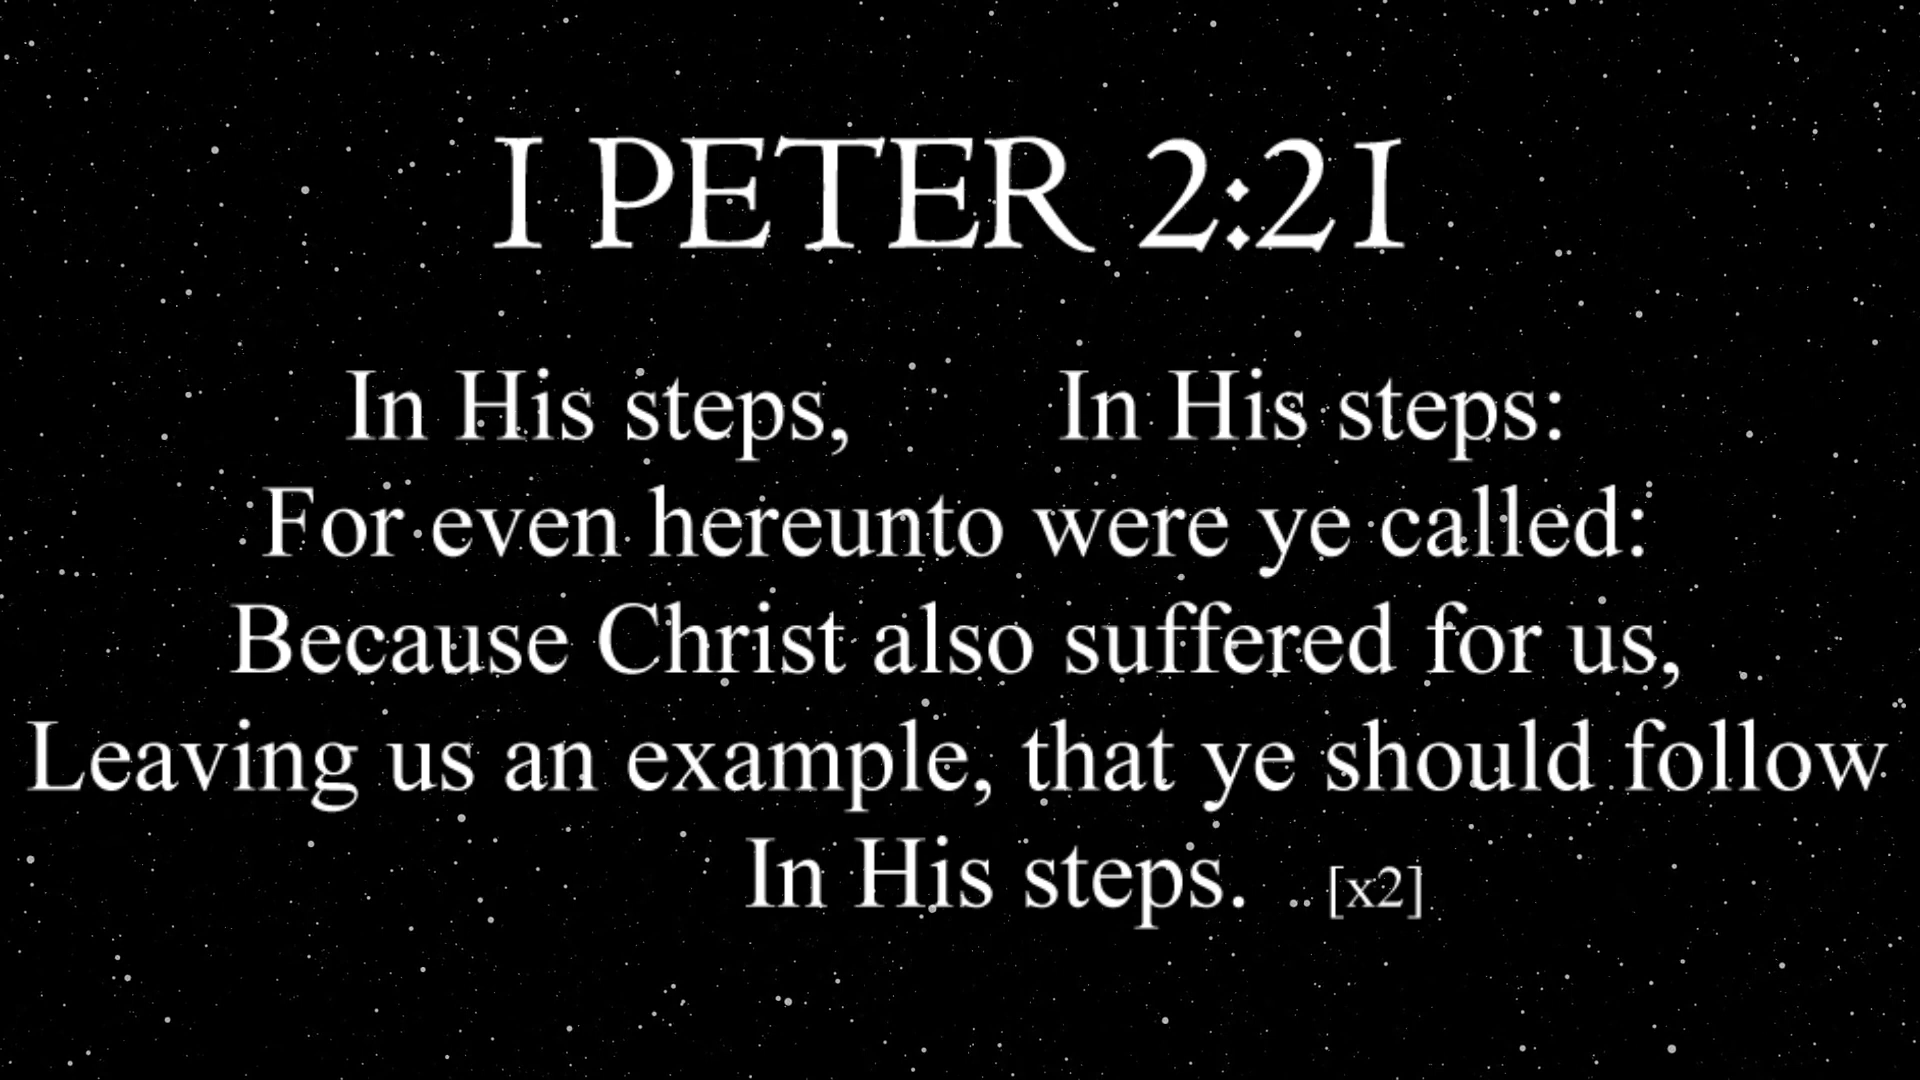 I PETER 2:21
In His steps, In His steps:
For even hereunto were ye called:
Because Christ also suffered for us,
Leaving us an example, that ye should follow
In His steps. [x2]